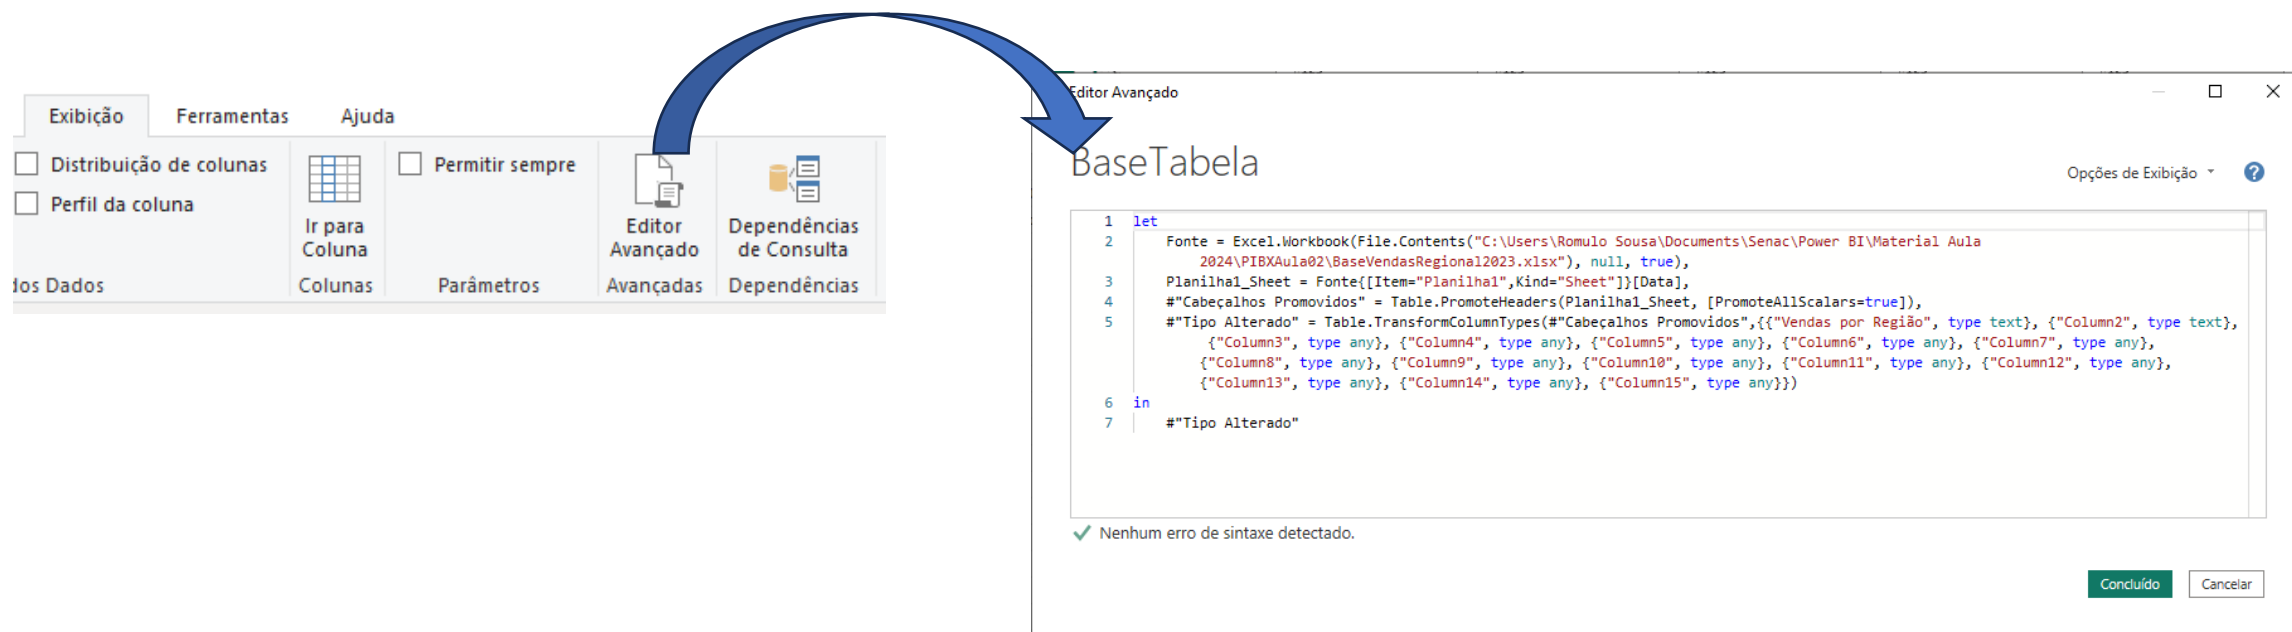 Exibição Ferramentas Ajuda
Distribuição de colunas
Perfil da coluna
Ir para
Coluna
Permitir sempre
Editor
Avançado
Dependências
de Consulta
dos Dados
Colunas
Parâmetros
Avançadas
Dependências
Editor Avançado
BaseTabela
Opções de Exibição
?
1 let
2 Fonte = Excel.Workbook(File.Contents("C:\Users\Romulo Sousa\Documents\Senac\Power BI\Material Aula
2024\PIBXAula02\BaseVendasRegional2023.xlsx"), null, true),
3 Planilha1_Sheet = Fonte{[Item="Planilha1",Kind="Sheet"]}[Data],
4 #"Cabeçalhos Promovidos" = Table.PromoteHeaders(Planilha1_Sheet, [PromoteAllScalars=true]),
5 #"Tipo Alterado" = Table.TransformColumnTypes(#"Cabeçalhos Promovidos",{{"Vendas por Região", type text}, {"Column2", type text},
{"Column3", type any}, {"Column4", type any}, {"Column5", type any}, {"Column6", type any}, {"Column7", type any},
{"Column8", type any}, {"Column9", type any}, {"Column10", type any}, {"Column11", type any}, {"Column12", type any},
{"Column13", type any}, {"Column14", type any}, {"Column15", type any}})
6 in
7 #"Tipo Alterado"
Nenhum erro de sintaxe detectado.
Concluído
Cancelar